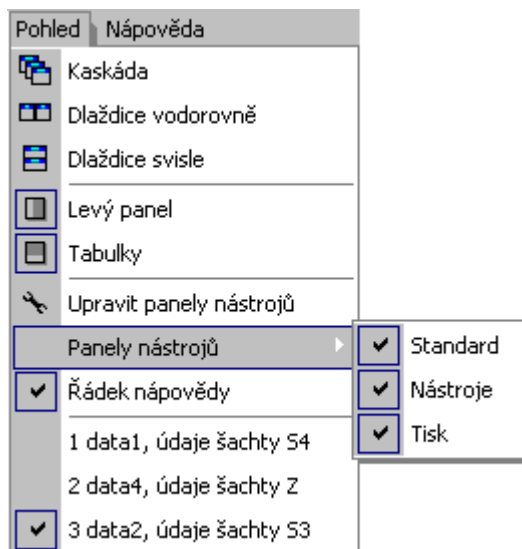 Pohled Nápověda
Kaskáda
Dlaždice vodorovně
Dlaždice svisle
Levý panel
Tabulky
Upravit panely nástrojů
Panely nástrojů
Řádek nápovědy
1 data1, údaje šachty S4
2 data4, údaje šachty Z
3 data2, údaje šachty S3
Standard
Nástroje
Tisk